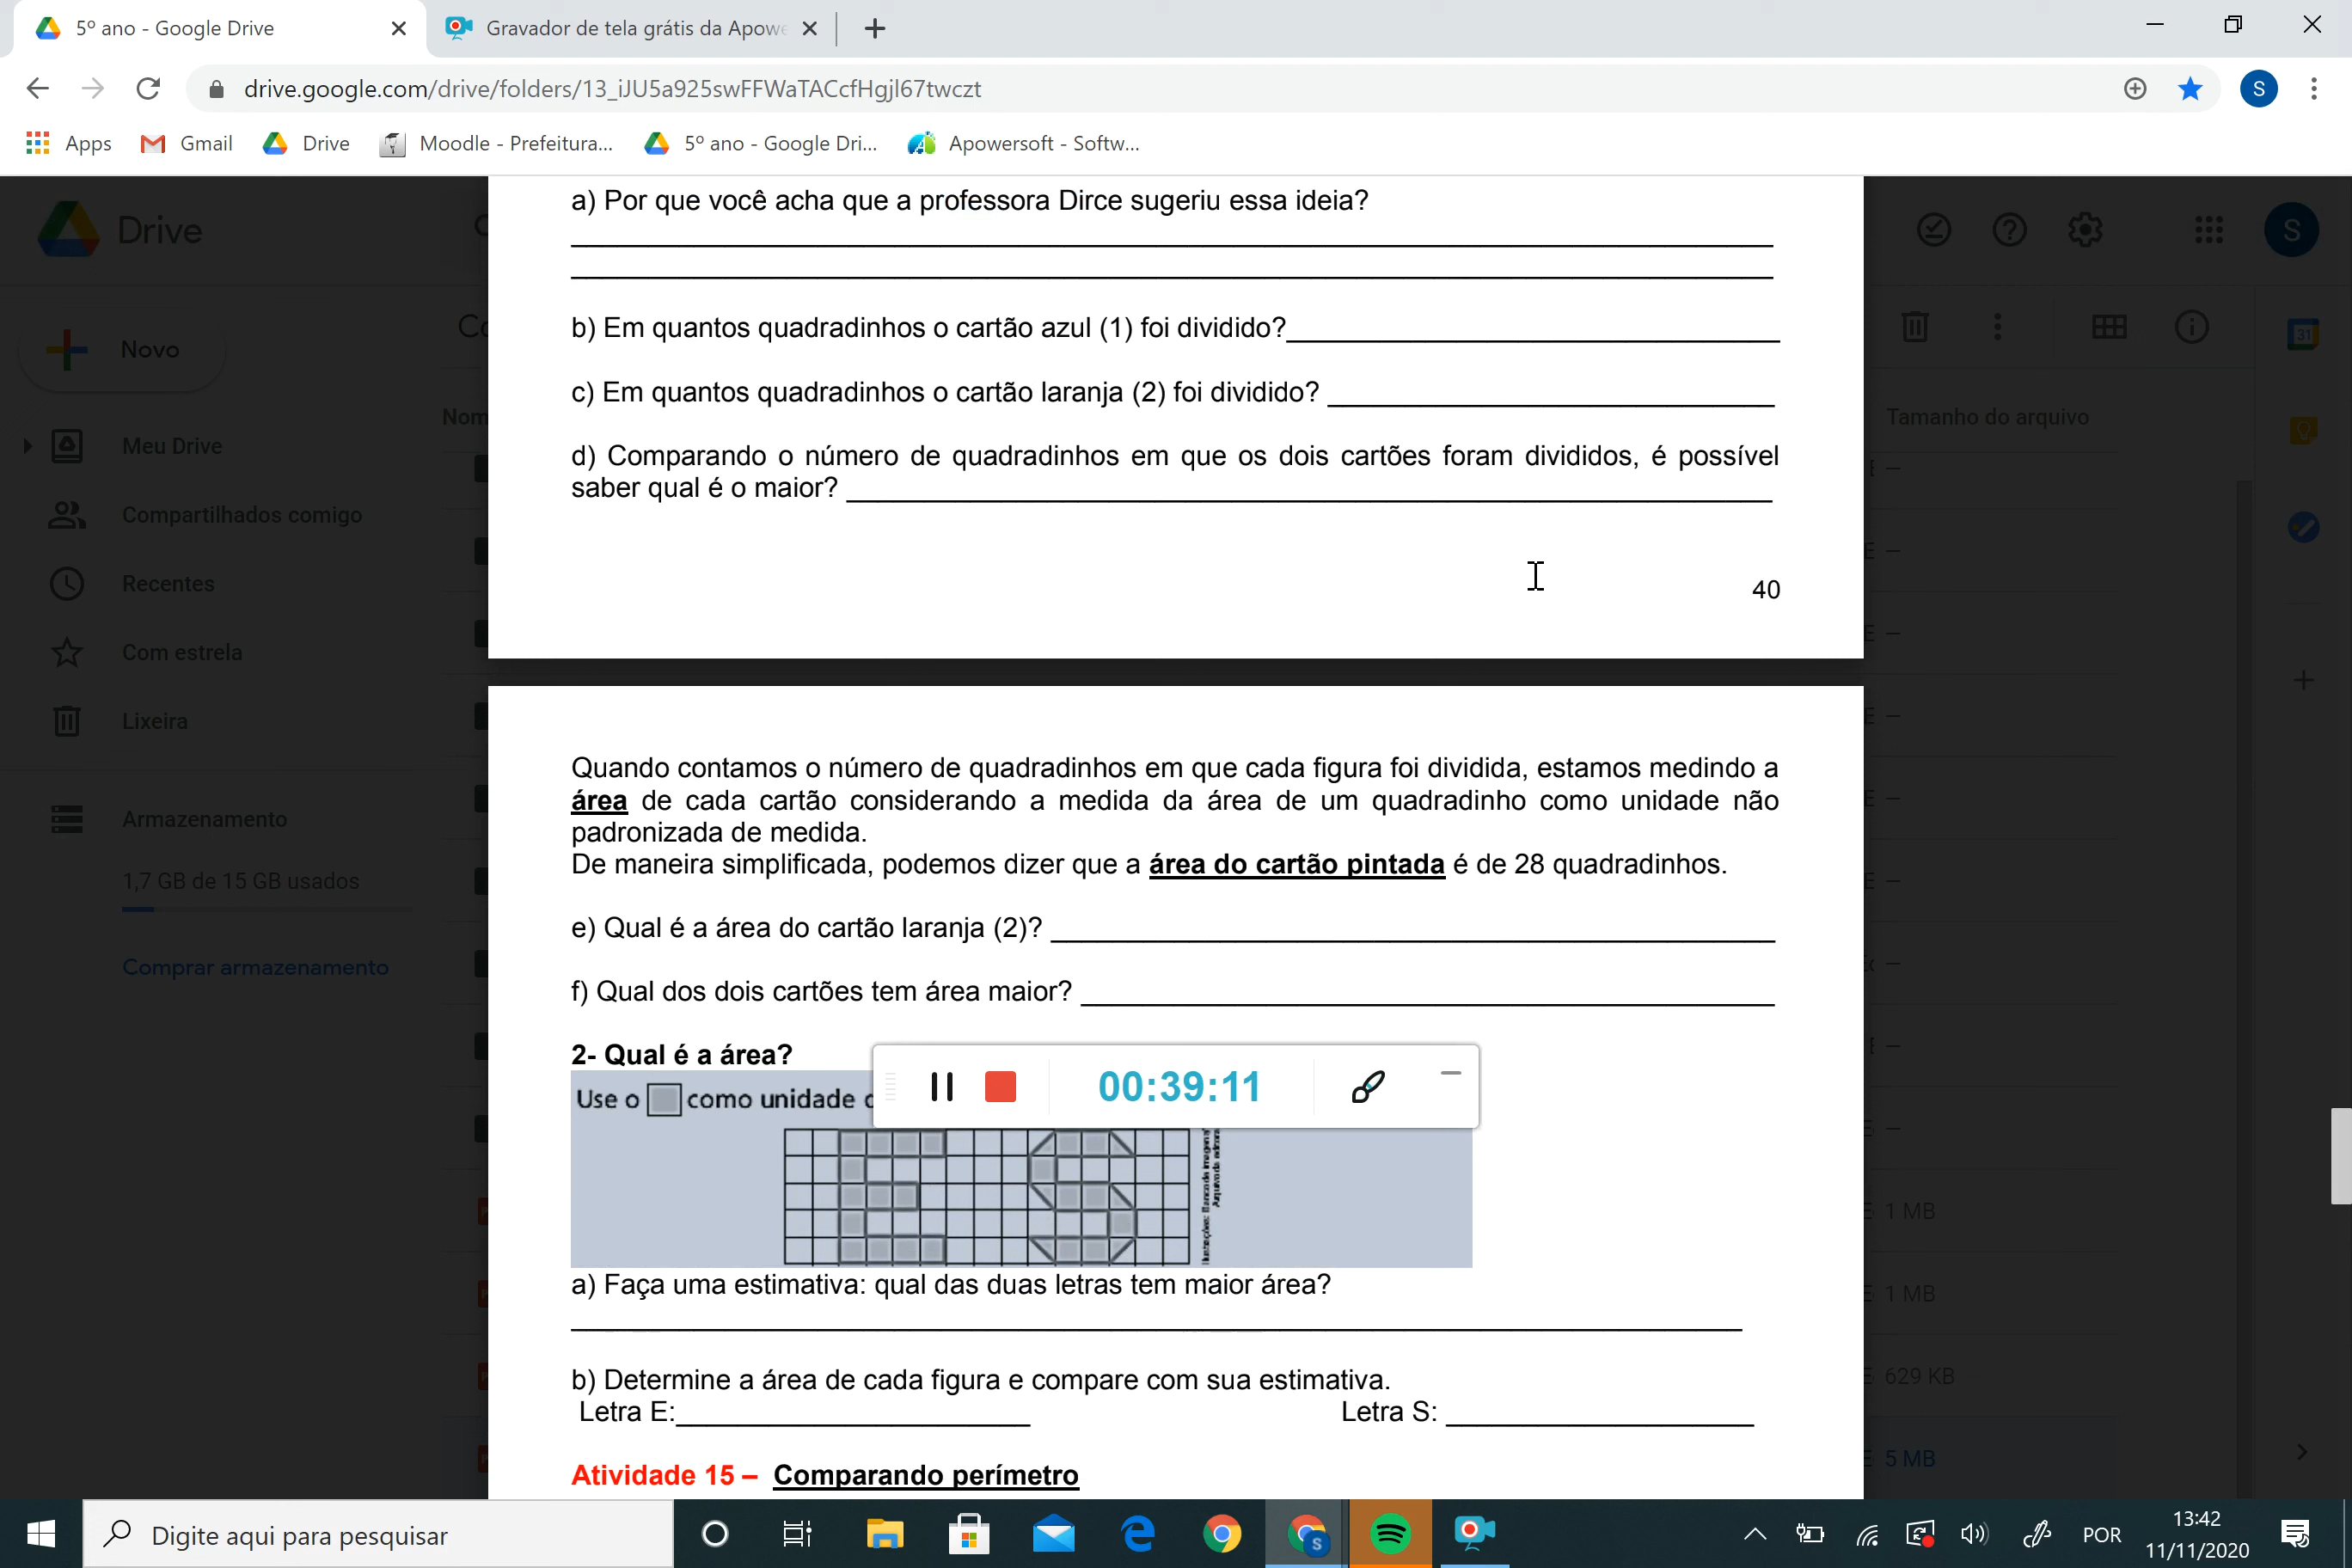 5º ano - Google Drive
Gravador de tela grátis da Apowe
drive.google.com/drive/folders/13_iJU5a925swFFWaTACcfHgjl67twczt
S
Apps
Gmail
Drive
Moodle - Prefeitura...
5º ano - Google Dri...
Apowersoft - Softw...
Drive
S
Novo
Nom
Tamanho do arquivo
Meu Drive
Compartilhados comigo
Recentes
Com estrela
Lixeira
Armazenamento
1,7 GB de 15 GB usados
Comprar armazenamento
31
1 MB
1 MB
629 KB
5 MB
a) Por que você acha que a professora Dirce sugeriu essa ideia?
b) Em quantos quadradinhos o cartão azul (1) foi dividido?
c) Em quantos quadradinhos o cartão laranja (2) foi dividido?
d) Comparando o número de quadradinhos em que os dois cartões foram divididos, é possível
saber qual é o maior?
40
Quando contamos o número de quadradinhos em que cada figura foi dividida, estamos medindo a
área de cada cartão considerando a medida da área de um quadradinho como unidade não
padronizada de medida.
De maneira simplificada, podemos dizer que a área do cartão pintada é de 28 quadradinhos.
e) Qual é a área do cartão laranja (2)?
f) Qual dos dois cartões tem área maior?
2- Qual é a área?
Use o como unidade
00:39:11
a) Faça uma estimativa: qual das duas letras tem maior área?
b) Determine a área de cada figura e compare com sua estimativa.
Letra E: Letra S:
Atividade 15 – Comparando perímetro
Digite aqui para pesquisar
S
POR
13:42
11/11/2020